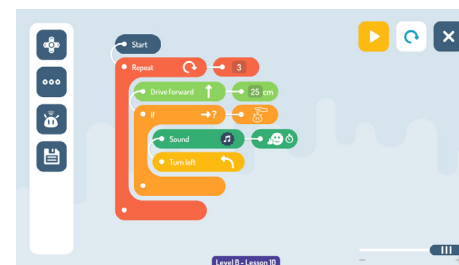 Start
Repeat 3
Drive forward 25 cm
If →?
Sound
Turn left
Level B - Lesson 10